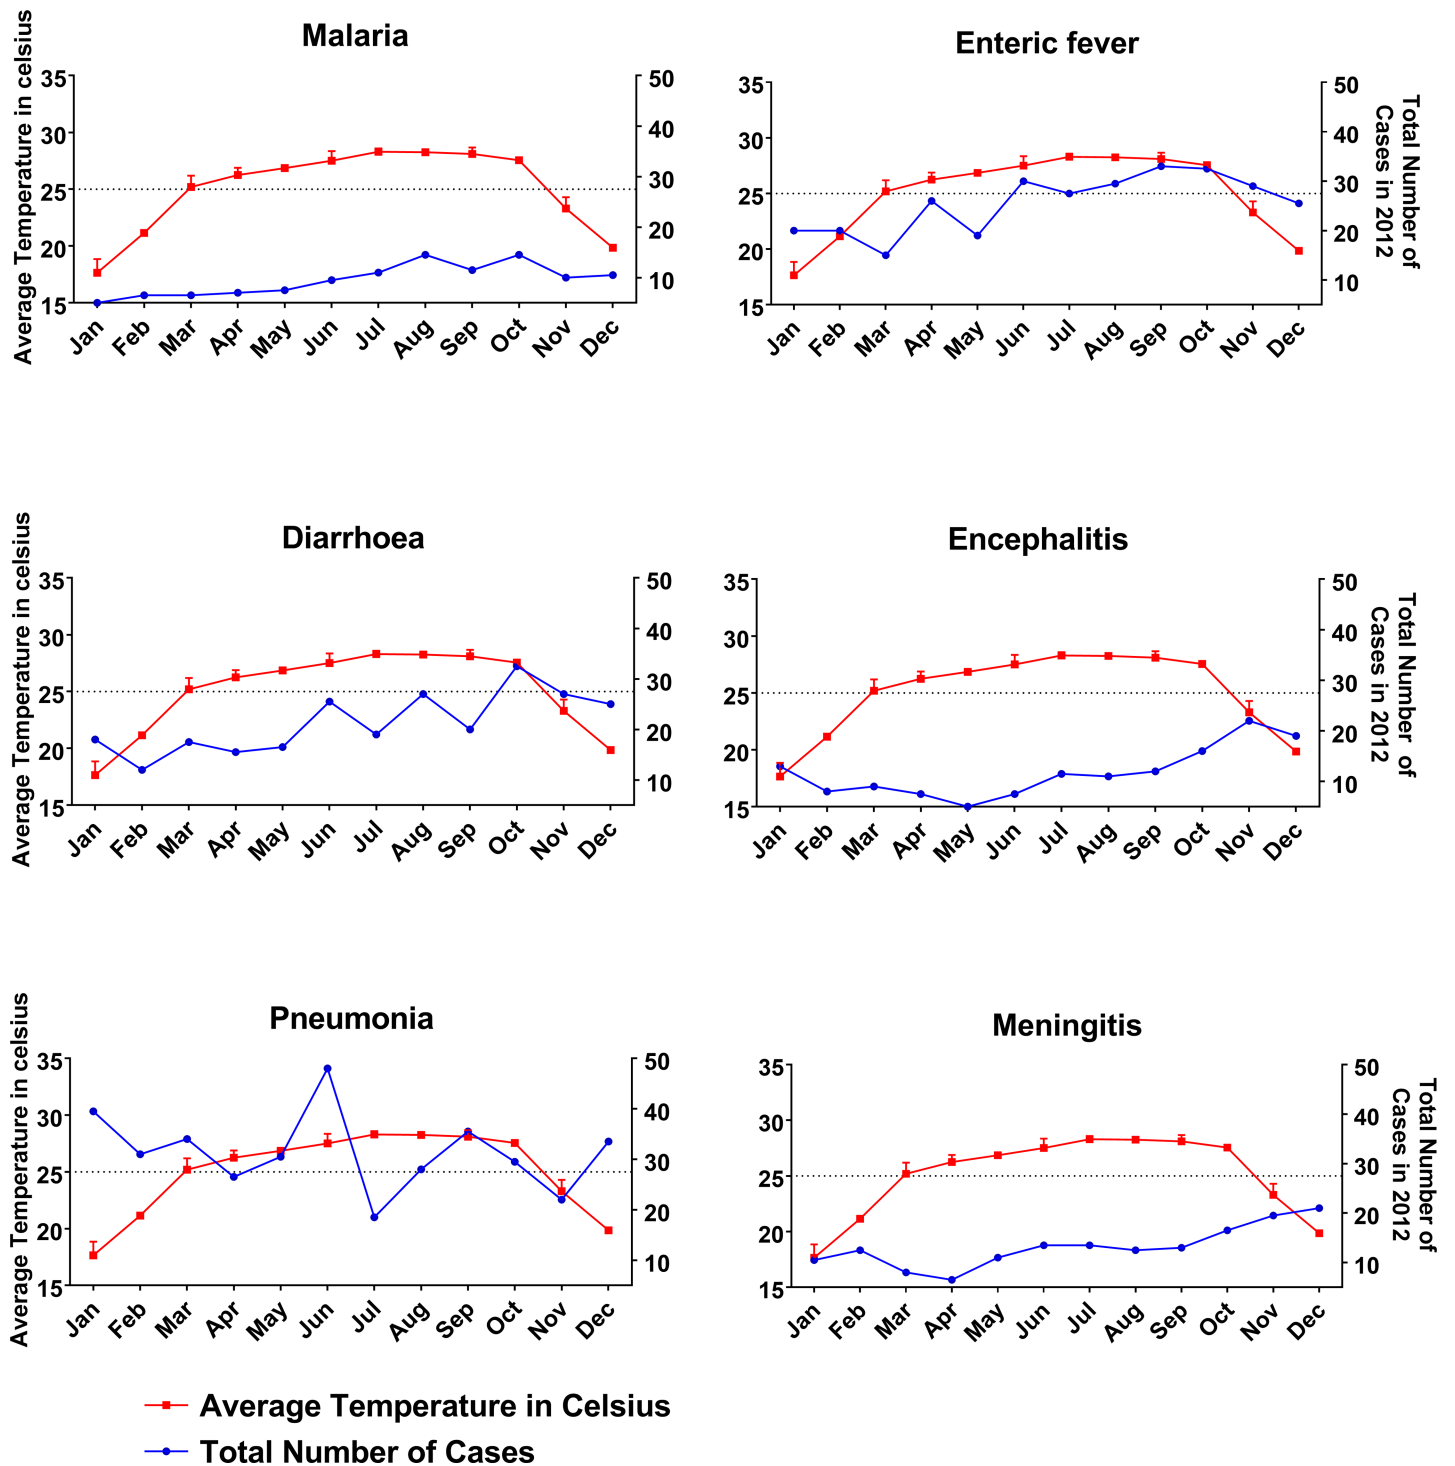 Malaria
Average Temperature in celsius
35
30
25
20
15
50
40
30
20
10
Jan Feb Mar Apr May Jun Jul Aug Sep Oct Nov Dec
Enteric fever
35
30
25
20
15
50
40
30
20
10
Total Number of
Cases in 2012
Jan Feb Mar Apr May Jun Jul Aug Sep Oct Nov Dec
Diarrhoea
Average Temperature in celsius
35
30
25
20
15
50
40
30
20
10
Jan Feb Mar Apr May Jun Jul Aug Sep Oct Nov Dec
Encephalitis
35
30
25
20
15
50
40
30
20
10
Total Number of
Cases in 2012
Jan Feb Mar Apr May Jun Jul Aug Sep Oct Nov Dec
Pneumonia
Average Temperature in celsius
35
30
25
20
15
50
40
30
20
10
Jan Feb Mar Apr May Jun Jul Aug Sep Oct Nov Dec
Meningitis
35
30
25
20
15
50
40
30
20
10
Total Number of
Cases in 2012
Jan Feb Mar Apr May Jun Jul Aug Sep Oct Nov Dec
Average Temperature in Celsius
Total Number of Cases